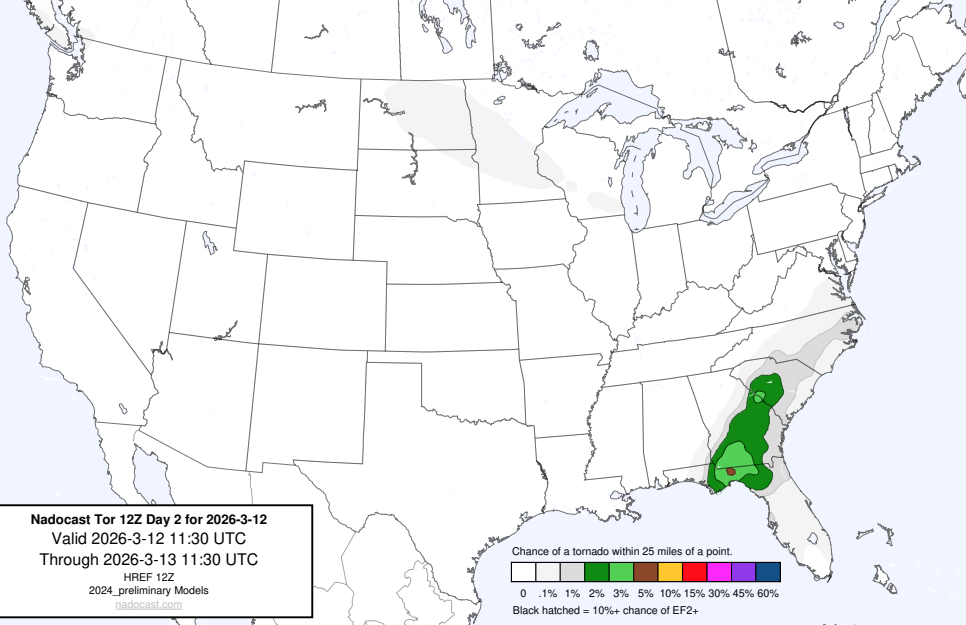 Nadocast Tor 12Z Day 2 for 2026-3-12
Valid 2026-3-12 11:30 UTC
Through 2026-3-13 11:30 UTC
HREF 12Z
2024_preliminary Models
nadocast.com
Chance of a tornado within 25 miles of a point.
0 .1% 1% 2% 3% 5% 10% 15% 30% 45% 60%
Black hatched = 10%+ chance of EF2+